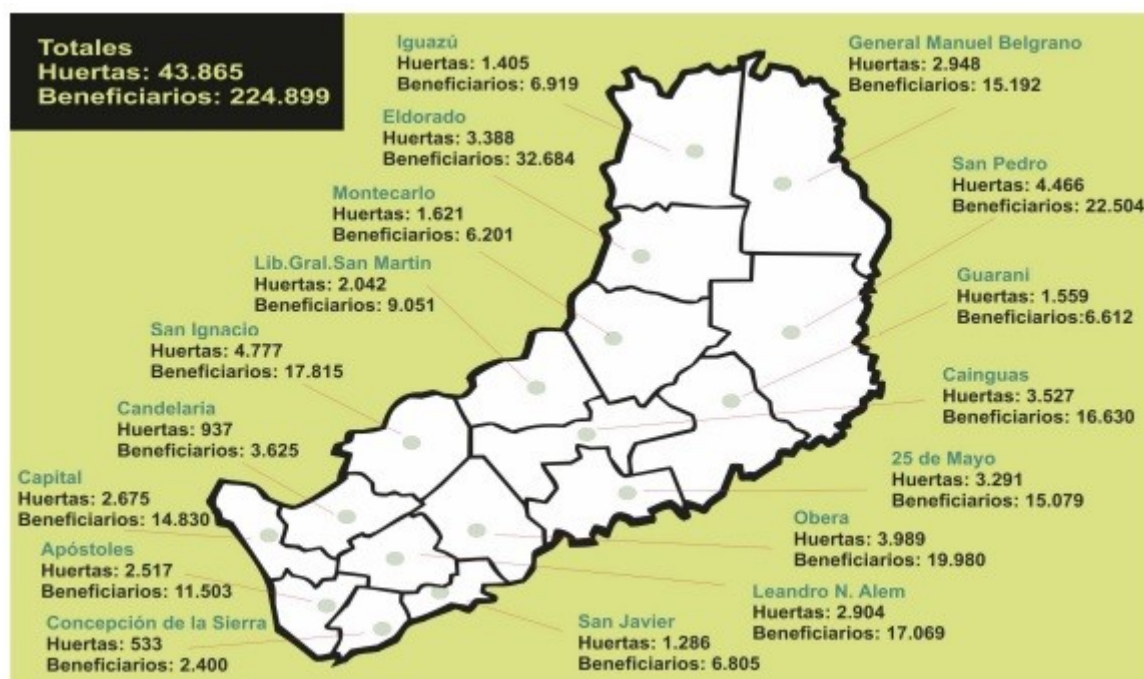 Totales
Huertas: 43.865
Beneficiarios: 224.899
Iguazú
Huertas: 1.405
Beneficiarios: 6.919
General Manuel Belgrano
Huertas: 2.948
Beneficiarios: 15.192
Eldorado
Huertas: 3.388
Beneficiarios: 32.684
San Pedro
Huertas: 4.466
Beneficiarios: 22.504
Montecarlo
Huertas: 1.621
Beneficiarios: 6.201
Lib.Gral.San Martin
Huertas: 2.042
Beneficiarios: 9.051
Guarani
Huertas: 1.559
Beneficiarios:6.612
San Ignacio
Huertas: 4.777
Beneficiarios: 17.815
Cainguas
Huertas: 3.527
Beneficiarios: 16.630
Candelaria
Huertas: 937
Beneficiarios: 3.625
25 de Mayo
Huertas: 3.291
Beneficiarios: 15.079
Capital
Huertas: 2.675
Beneficiarios: 14.830
Obera
Huertas: 3.989
Beneficiarios: 19.980
Apóstoles
Huertas: 2.517
Beneficiarios: 11.503
Leandro N. Alem
Huertas: 2.904
Beneficiarios: 17.069
Concepción de la Sierra
Huertas: 533
Beneficiarios: 2.400
San Javier
Huertas: 1.286
Beneficiarios: 6.805